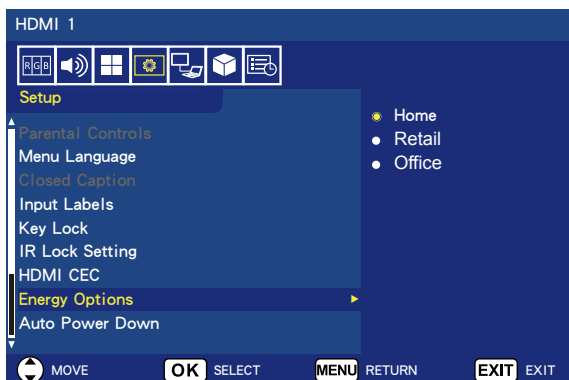 HDMI 1
RGB
Setup
Parental Controls
Menu Language
Closed Caption
Input Labels
Key Lock
IR Lock Setting
HDMI CEC
Energy Options
Auto Power Down
Home
Retail
Office
MOVE OK SELECT MENU RETURN EXIT EXIT